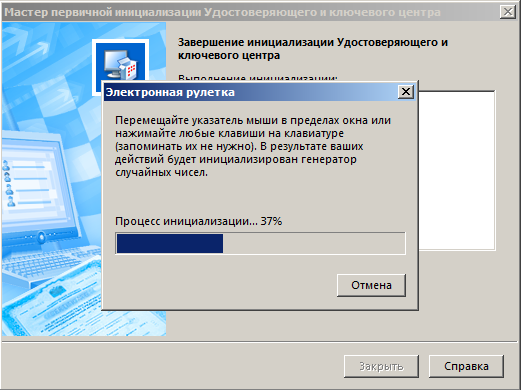 Мастер первичной инициализации Удостоверяющего и ключевого центра
Завершение инициализации Удостоверяющего и
ключевого центра
Выполнение инициализации:
Электронная рулетка
Перемещайте указатель мыши в пределах окна или
нажимайте любые клавиши на клавиатуре
(запоминать их не нужно). В результате ваших
действий будет инициализирован генератор
случайных чисел.
Процесс инициализации... 37%
Отмена
Закрыть
Справка